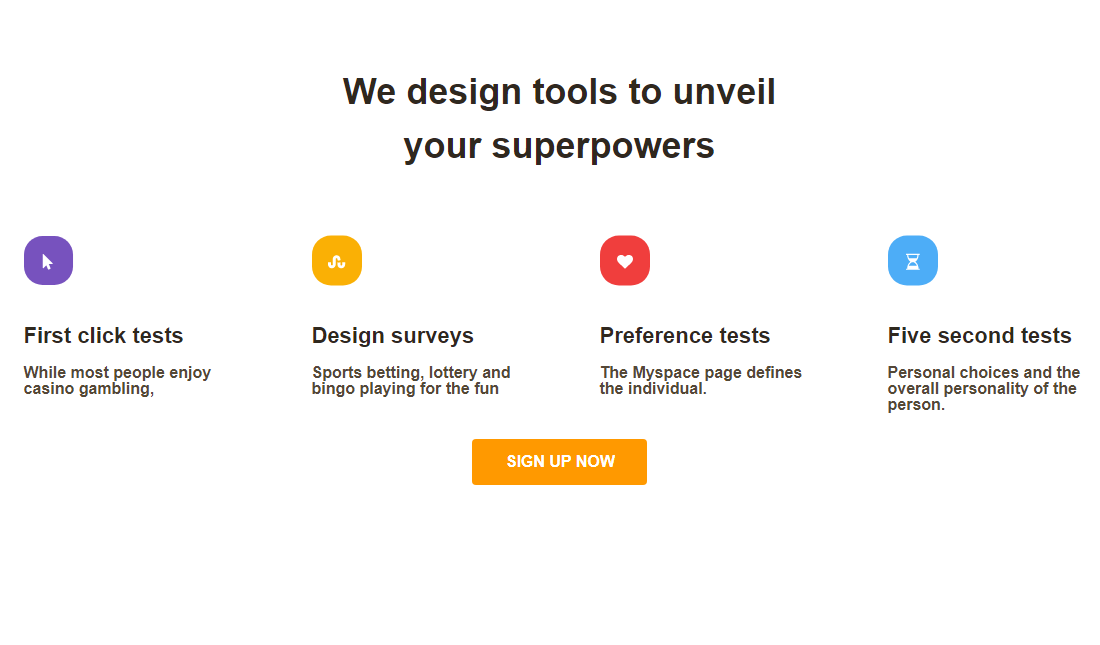 We design tools to unveil
your superpowers
First click tests
While most people enjoy
casino gambling,
Design surveys
Sports betting, lottery and
bingo playing for the fun
Preference tests
The Myspace page defines
the individual.
Five second tests
Personal choices and the
overall personality of the
person.
SIGN UP NOW